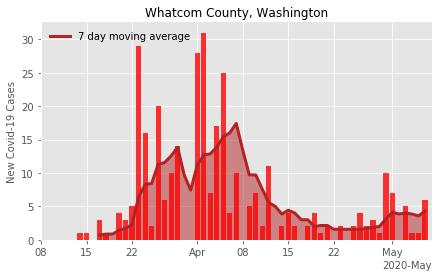 Whatcom County, Washington
7 day moving average
New Covid-19 Cases
30
25
20
15
10
5
0
08 15 22 Apr 08 15 22 May
2020-May